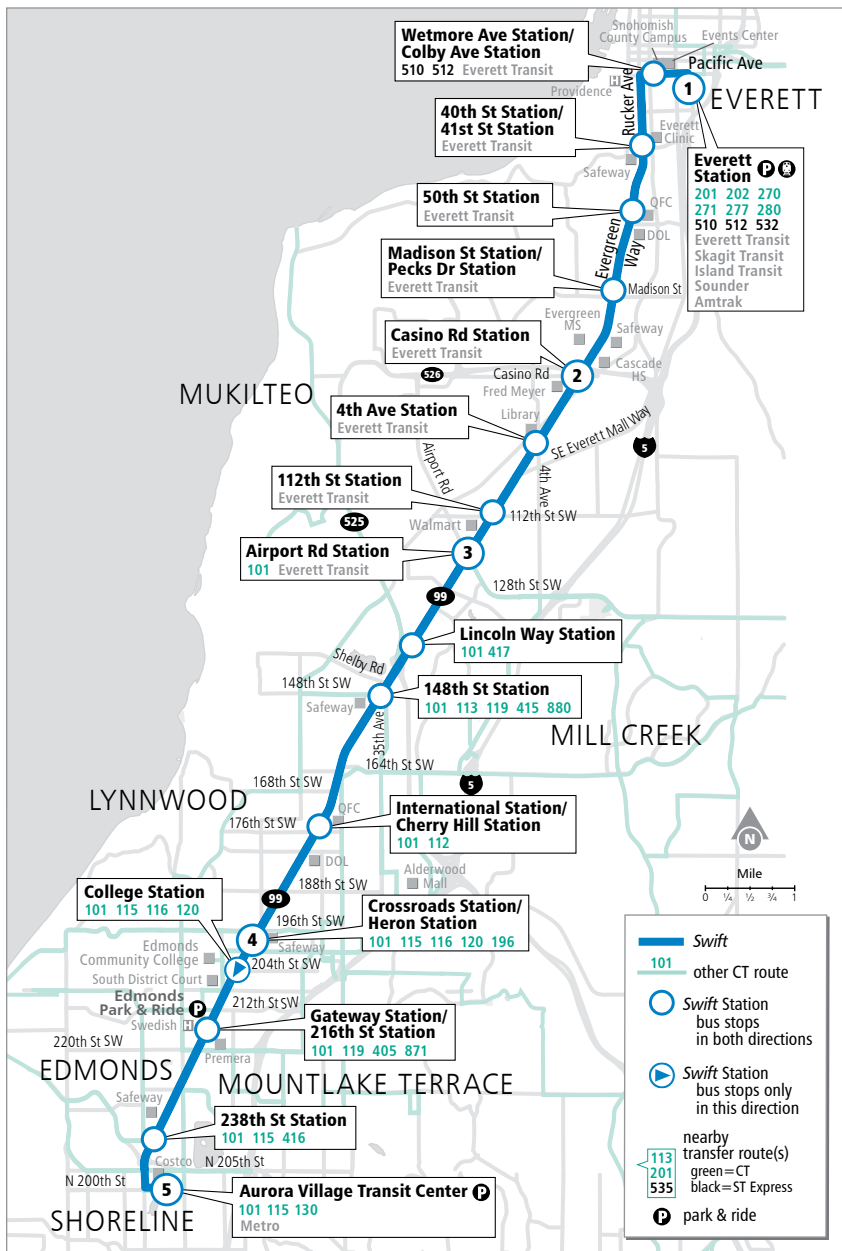 Snohomish
County Campus
Events Center
Wetmore Ave Station/
Colby Ave Station
510 512 Everett Transit
Pacific Ave
Providence
H
1
EVERETT
Rucker Ave
40th St Station/
41st St Station
Everett Transit
Everett
Clinic
Safeway
Everett
Station P
201 202 270
271 277 280
510 512 532
Everett Transit
Skagit Transit
Island Transit
Sounder
Amtrak
50th St Station
Everett Transit
QFC
DOL
Evergreen
Way
Madison St Station/
Pecks Dr Station
Everett Transit
Madison St
Evergreen
MS
Safeway
Casino Rd Station
Everett Transit
526
Casino Rd
2
Cascade
HS
Fred Meyer
MUKILTEO
4th Ave Station
Everett Transit
Library
SE Everett Mall Way
5
Airport Rd
4th Ave
112th St Station
Everett Transit
525
Walmart
112th St SW
Airport Rd Station
101 Everett Transit
3
128th St SW
99
Lincoln Way Station
101 417
Shelby Rd
148th St SW
Safeway
148th St Station
101 113 119 415 880
35th Ave
MILL CREEK
164th St SW
168th St SW
5
LYNNWOOD
QFC
176th St SW
International Station/
Cherry Hill Station
101 112
DOL
Alderwood
Mall
188th St SW
99
N
Mile
0 ¼ ½ ¾ 1
College Station
101 115 116 120
196th St SW
4
Safeway
Crossroads Station/
Heron Station
101 115 116 120 196
Edmonds
Community College
204th St SW
South District Court
Edmonds
Park & Ride P
212th St SW
Swedish H
220th St SW
Premera
Gateway Station/
216th St Station
101 119 405 871
EDMONDS
MOUNTLAKE TERRACE
Safeway
238th St Station
101 115 416
Costco
N 205th St
N 200th St
5
Aurora Village Transit Center P
101 115 130
Metro
SHORELINE
Swift
101
other CT route
Swift Station
bus stops
in both directions
Swift Station
bus stops only
in this direction
113
201
535
nearby
transfer route(s)
green=CT
black=ST Express
P park & ride